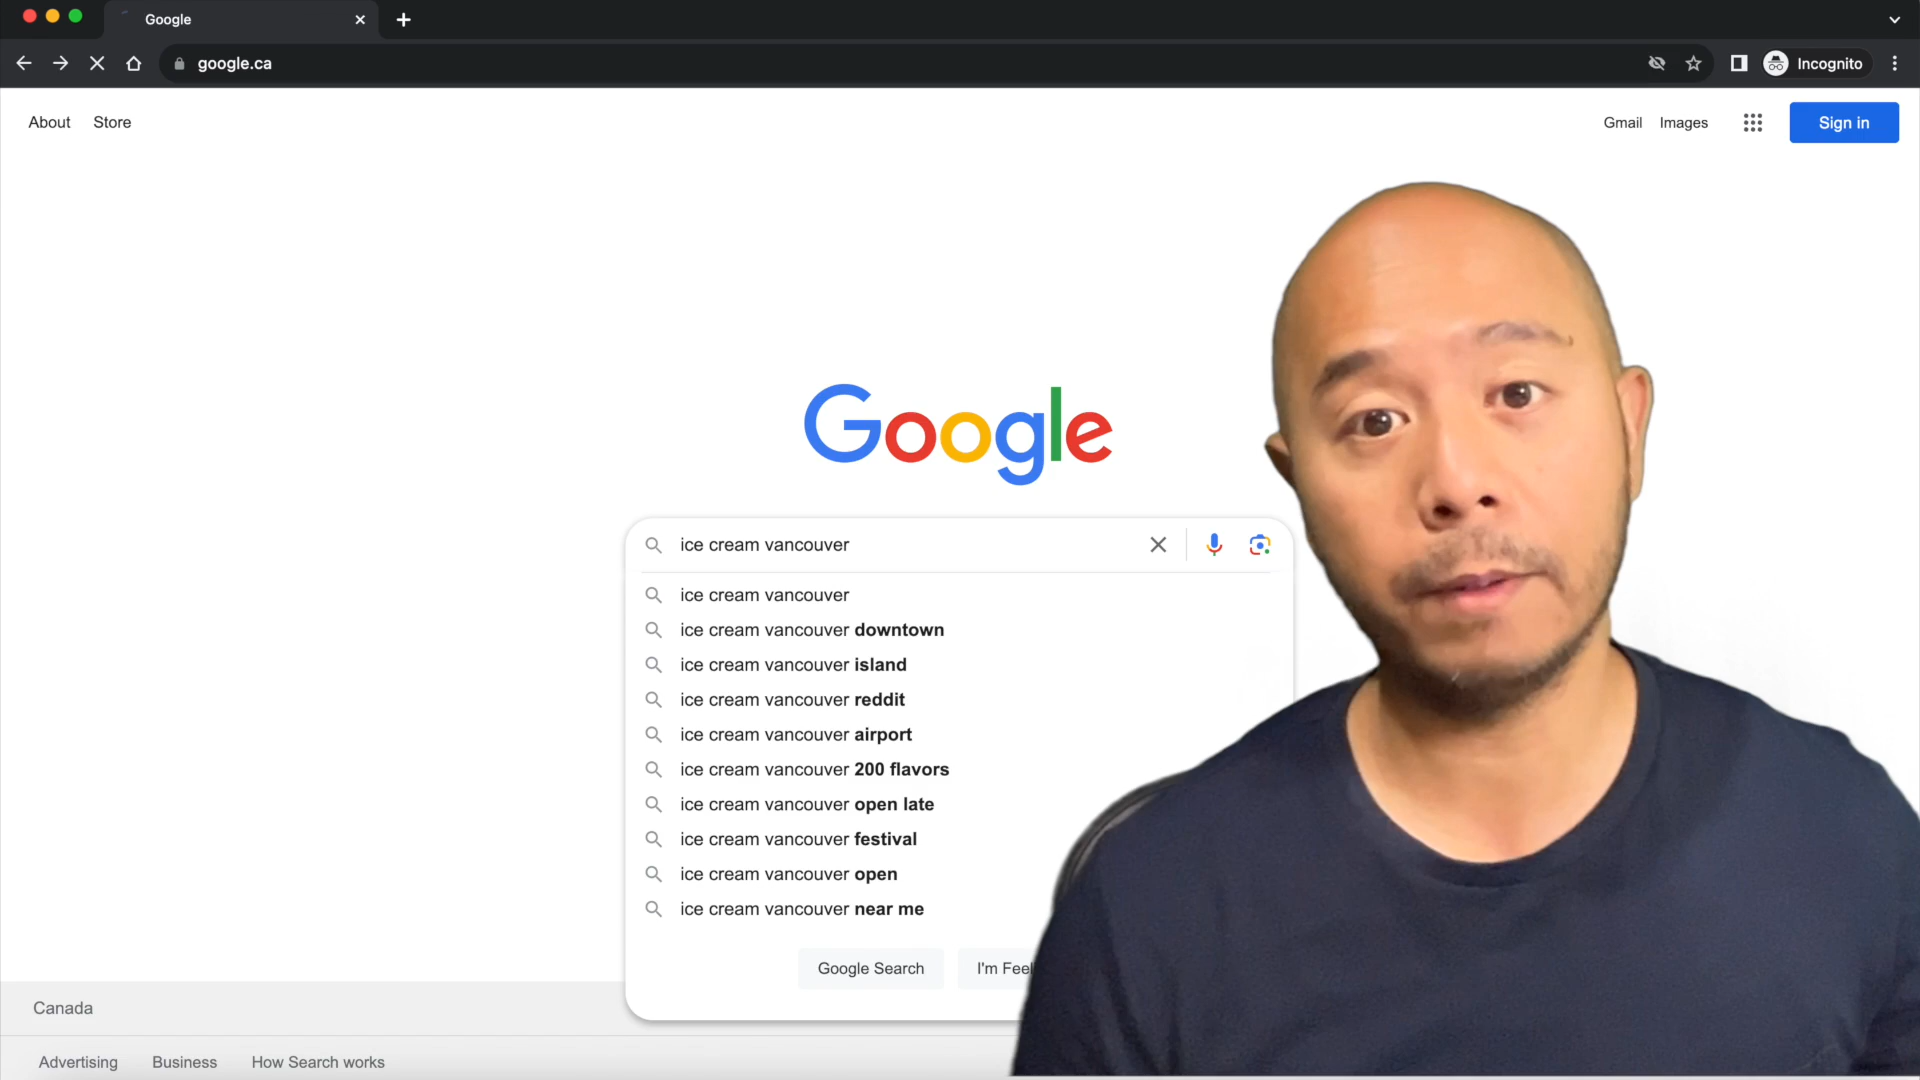 Google
google.ca
Incognito
About Store
Gmail Images
Sign in
Google
ice cream vancouver
ice cream vancouver
ice cream vancouver downtown
ice cream vancouver island
ice cream vancouver reddit
ice cream vancouver airport
ice cream vancouver 200 flavors
ice cream vancouver open late
ice cream vancouver festival
ice cream vancouver open
ice cream vancouver near me
Google Search
I'm Feel
Canada
Advertising Business How Search works